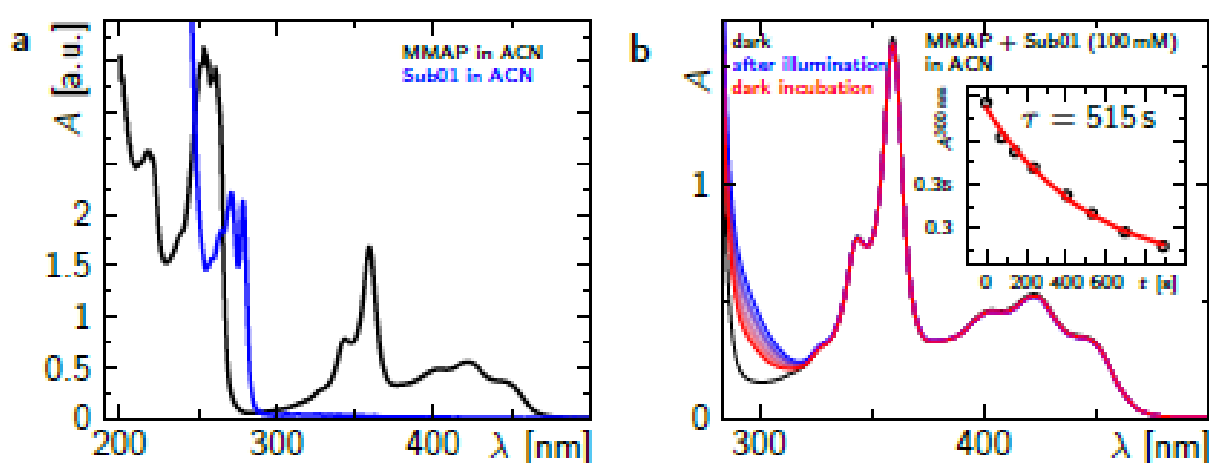 a
MMAP in ACN
Sub01 in ACN
A [a.u.]
2
1.5
1
0.5
0
200
300
400
λ [nm]
b
dark
after illumination
dark incubation
MMAP + Sub01 (100mM)
in ACN
A
1
0
300
400
λ [nm]
τ = 515 s
A
0.3
0 200 400 600 t [s]